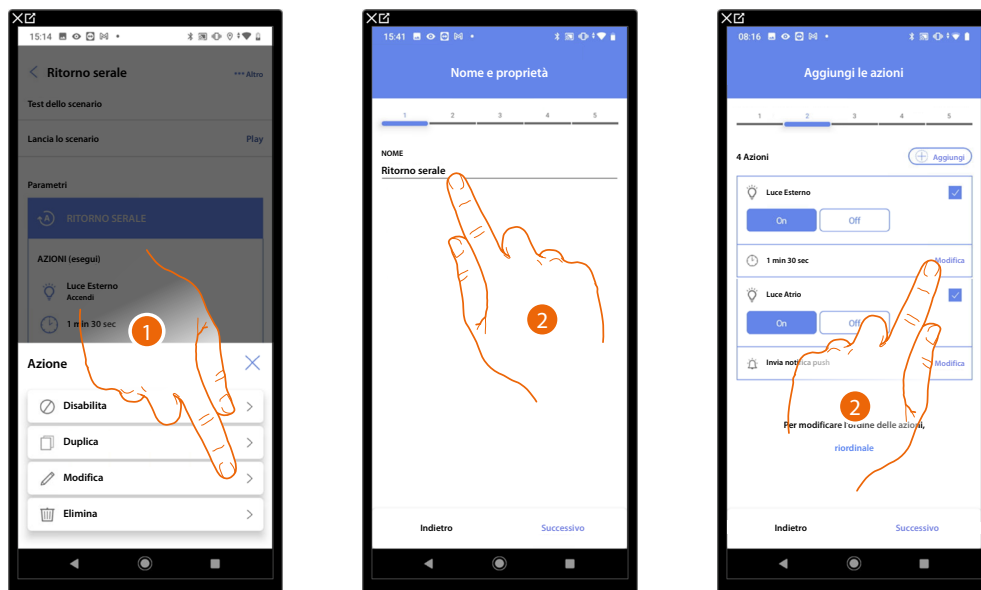 15:14
Ritorno serale
*** Altro
Test dello scenario
Lancia lo scenario
Play
Parametri
RITORNO SERALE
AZIONI (esegui)
Luce Esterno
Accendi
1 min 30 sec
1
Azione
Disabilita
Duplica
Modifica
Elimina
15:41
Nome e proprietà
1 2 3 4 5
NOME
Ritorno serale
2
Indietro
Successivo
08:16
Aggiungi le azioni
1 2 3 4 5
4 Azioni
Aggiungi
Luce Esterno
On
Off
1 min 30 sec
Modifica
Luce Atrio
On
Off
Invia notifica push
Modifica
2
Per modificare l'ordine delle azioni,
riordinale
Indietro
Successivo